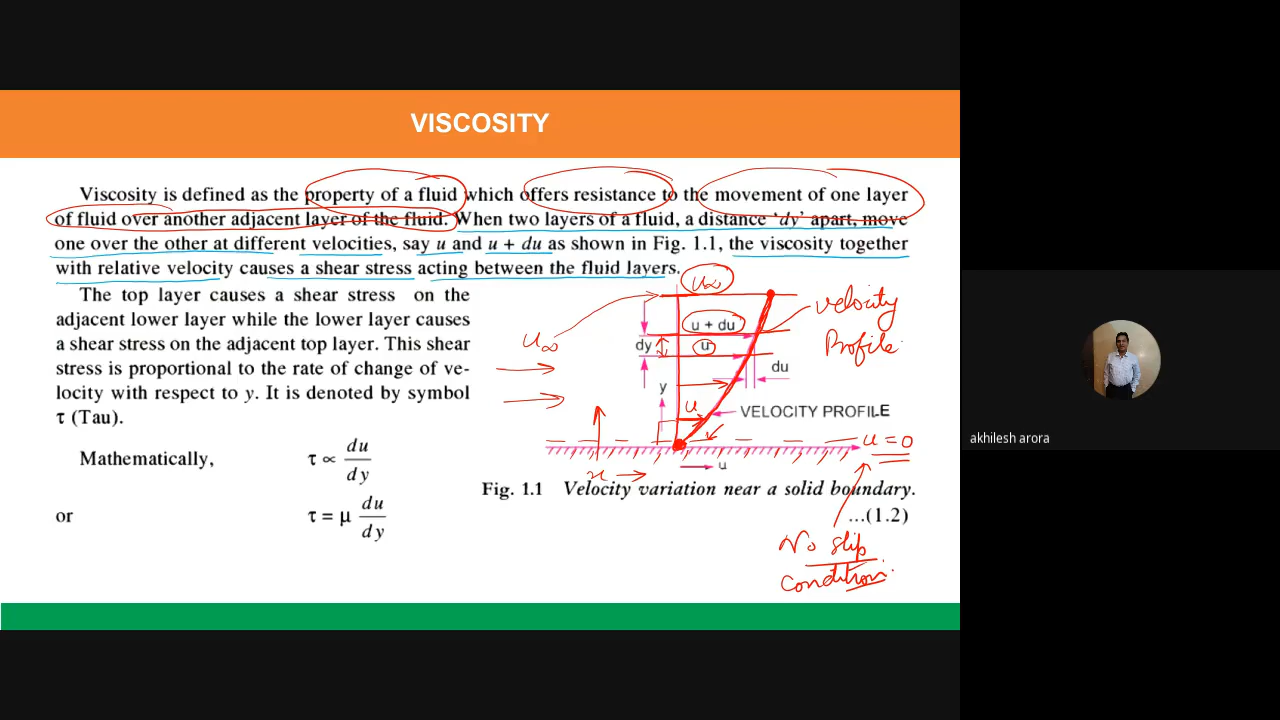 VISCOSITY
Viscosity is defined as the property of a fluid which offers resistance to the movement of one layer
of fluid over another adjacent layer of the fluid. When two layers of a fluid, a distance ‘dy’ apart, move
one over the other at different velocities, say u and u + du as shown in Fig. 1.1, the viscosity together
with relative velocity causes a shear stress acting between the fluid layers.
The top layer causes a shear stress on the
adjacent lower layer while the lower layer causes
a shear stress on the adjacent top layer. This shear
stress is proportional to the rate of change of ve-
locity with respect to y. It is denoted by symbol
τ (Tau).
Mathematically, τ ∝ du/dy
or τ = μ du/dy ...(1.2)
u∞
u∞
u + du
dy
u
du
y
u
velocity
Profile
VELOCITY PROFILE
u = 0
x
u
Fig. 1.1 Velocity variation near a solid boundary.
No slip
condition
akhilesh arora